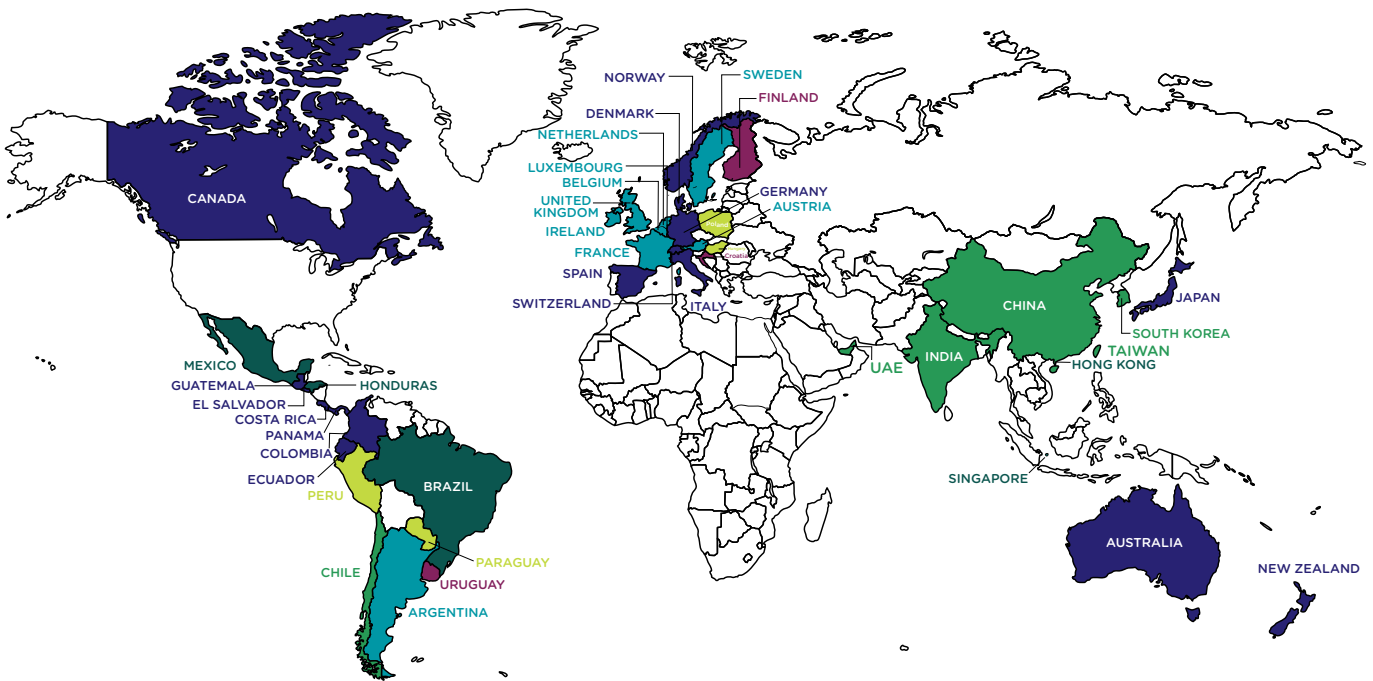 NORWAY
SWEDEN
FINLAND
DENMARK
NETHERLANDS
LUXEMBOURG
BELGIUM
GERMANY
UNITED
KINGDOM
AUSTRIA
CANADA
IRELAND
Poland
FRANCE
Croatia
SPAIN
SWITZERLAND
ITALY
CHINA
JAPAN
SOUTH KOREA
TAIWAN
INDIA
HONG KONG
UAE
MEXICO
GUATEMALA
HONDURAS
EL SALVADOR
COSTA RICA
PANAMA
COLOMBIA
ECUADOR
SINGAPORE
PERU
BRAZIL
AUSTRALIA
PARAGUAY
NEW ZEALAND
CHILE
URUGUAY
ARGENTINA